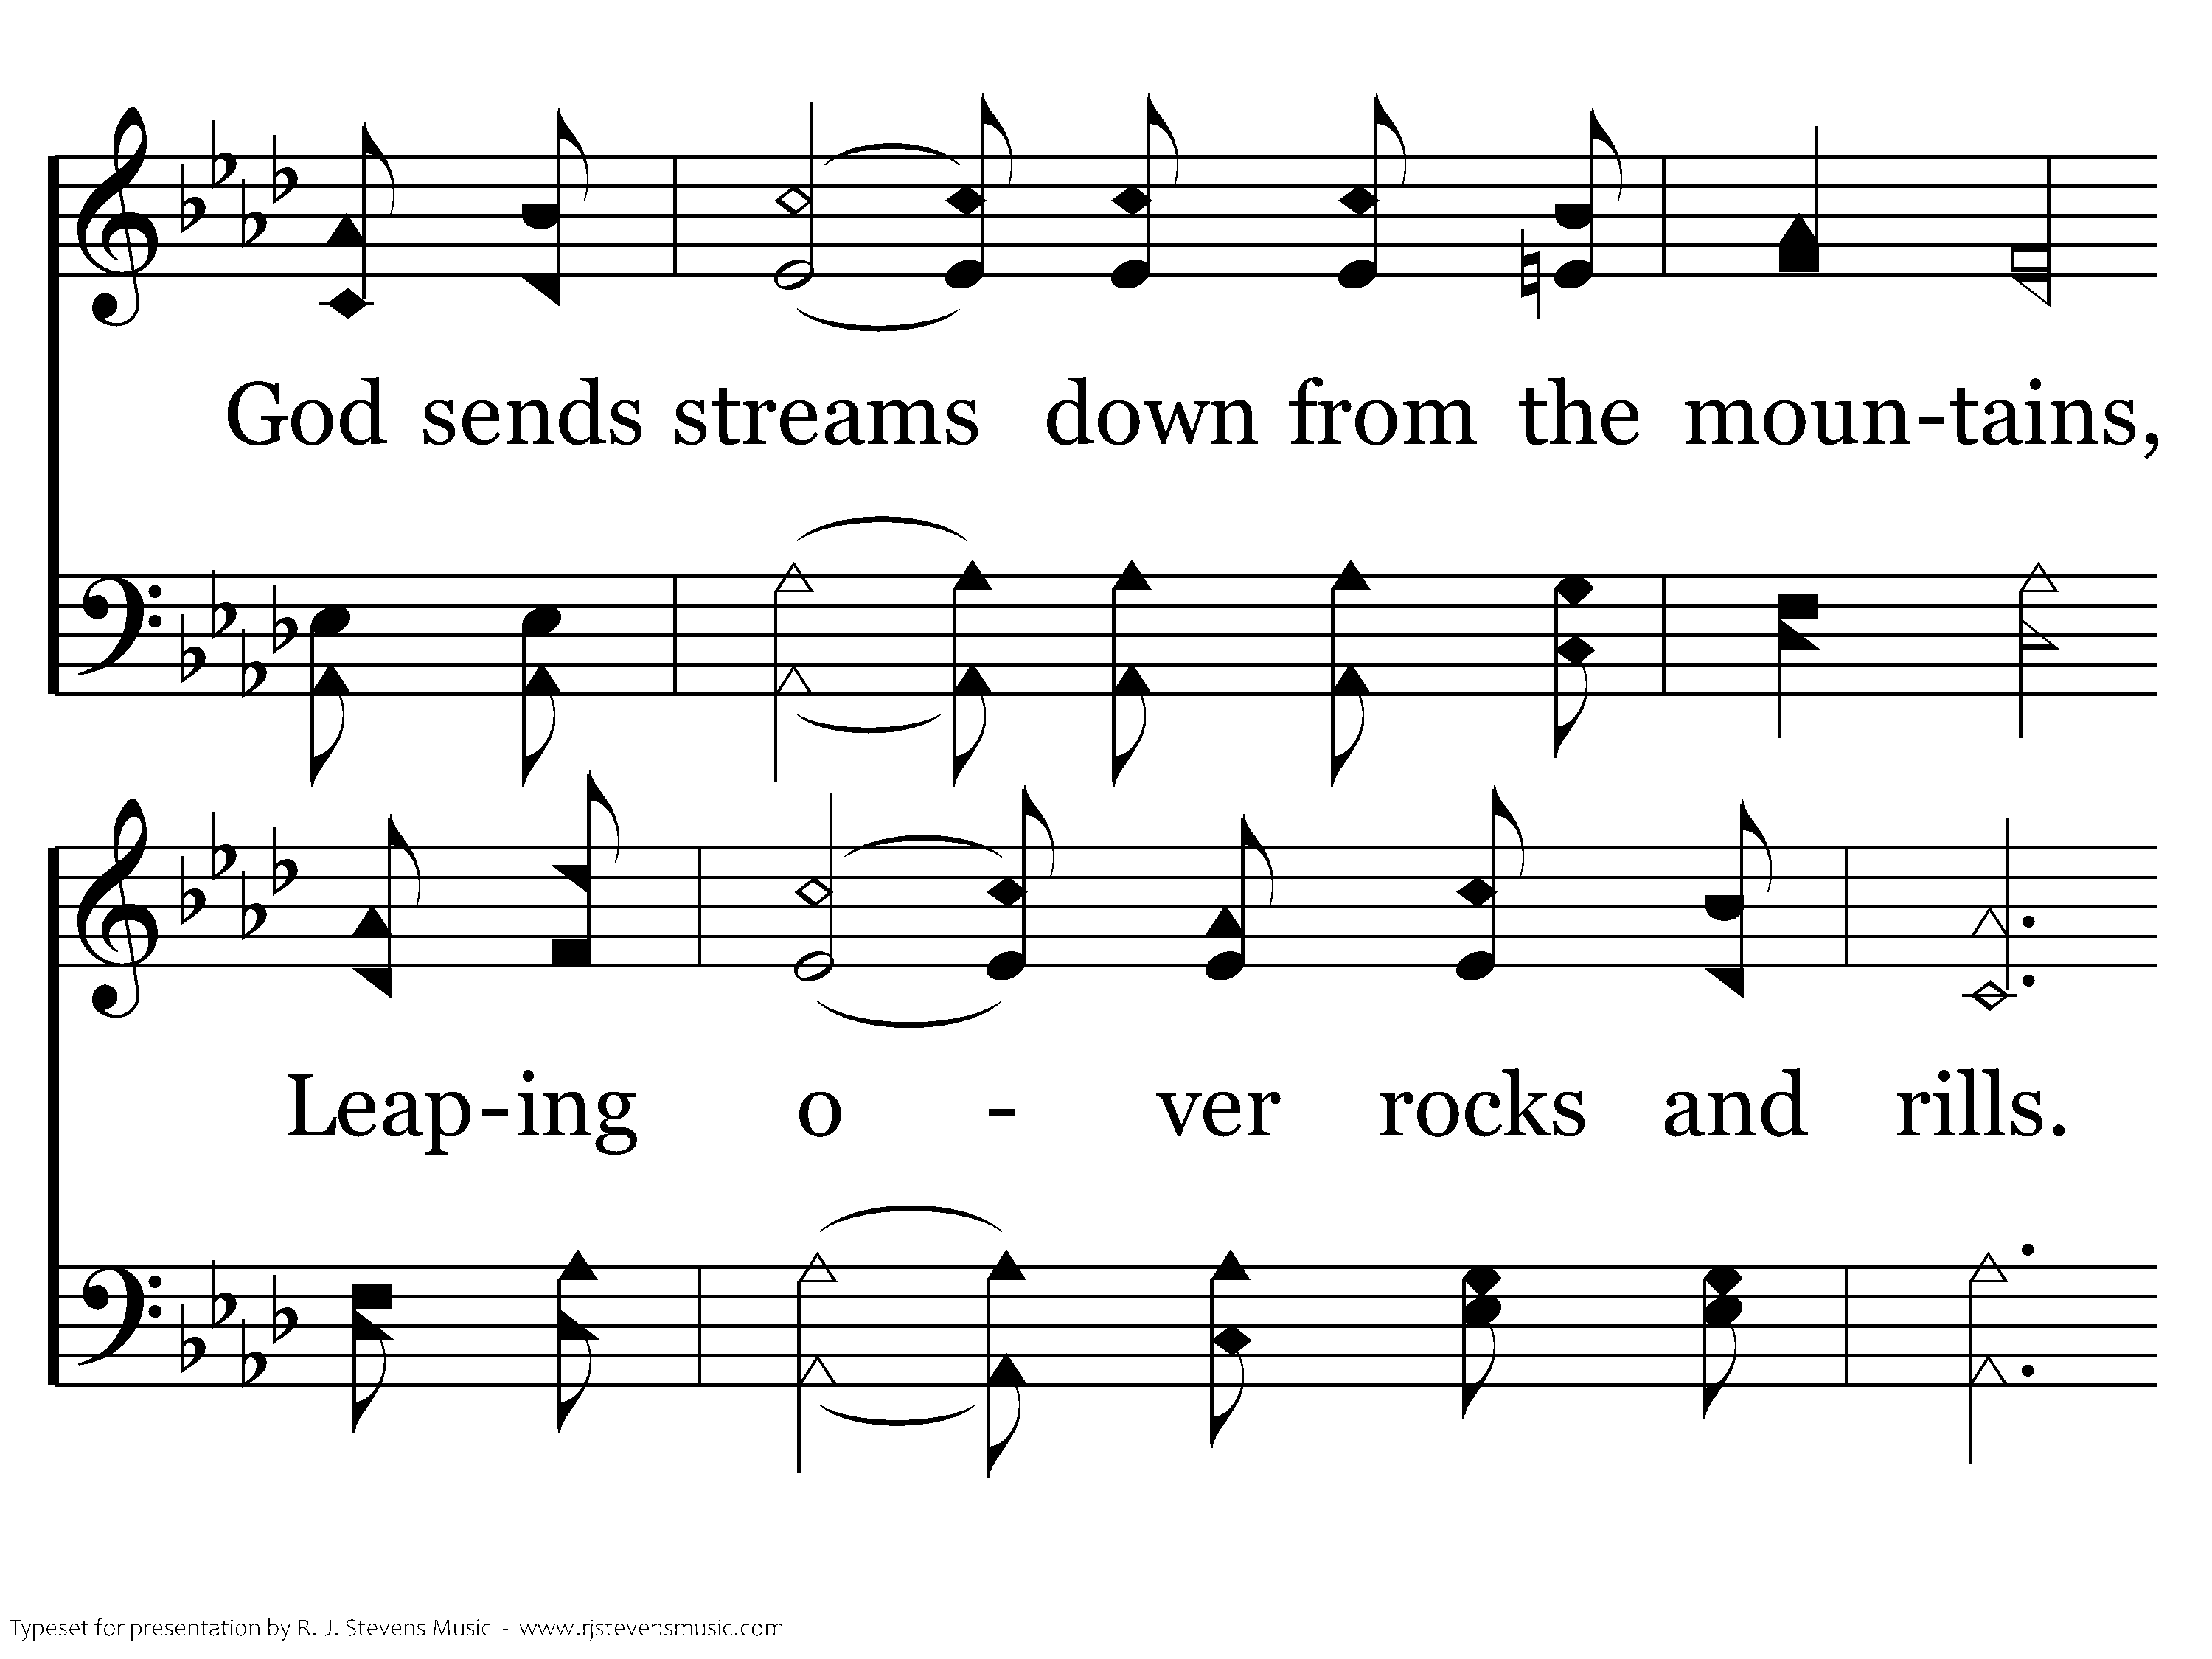 God sends streams down from the moun-tains,
Leap-ing o - ver rocks and rills.
Typeset for presentation by R. J. Stevens Music - www.rjstevensmusic.com